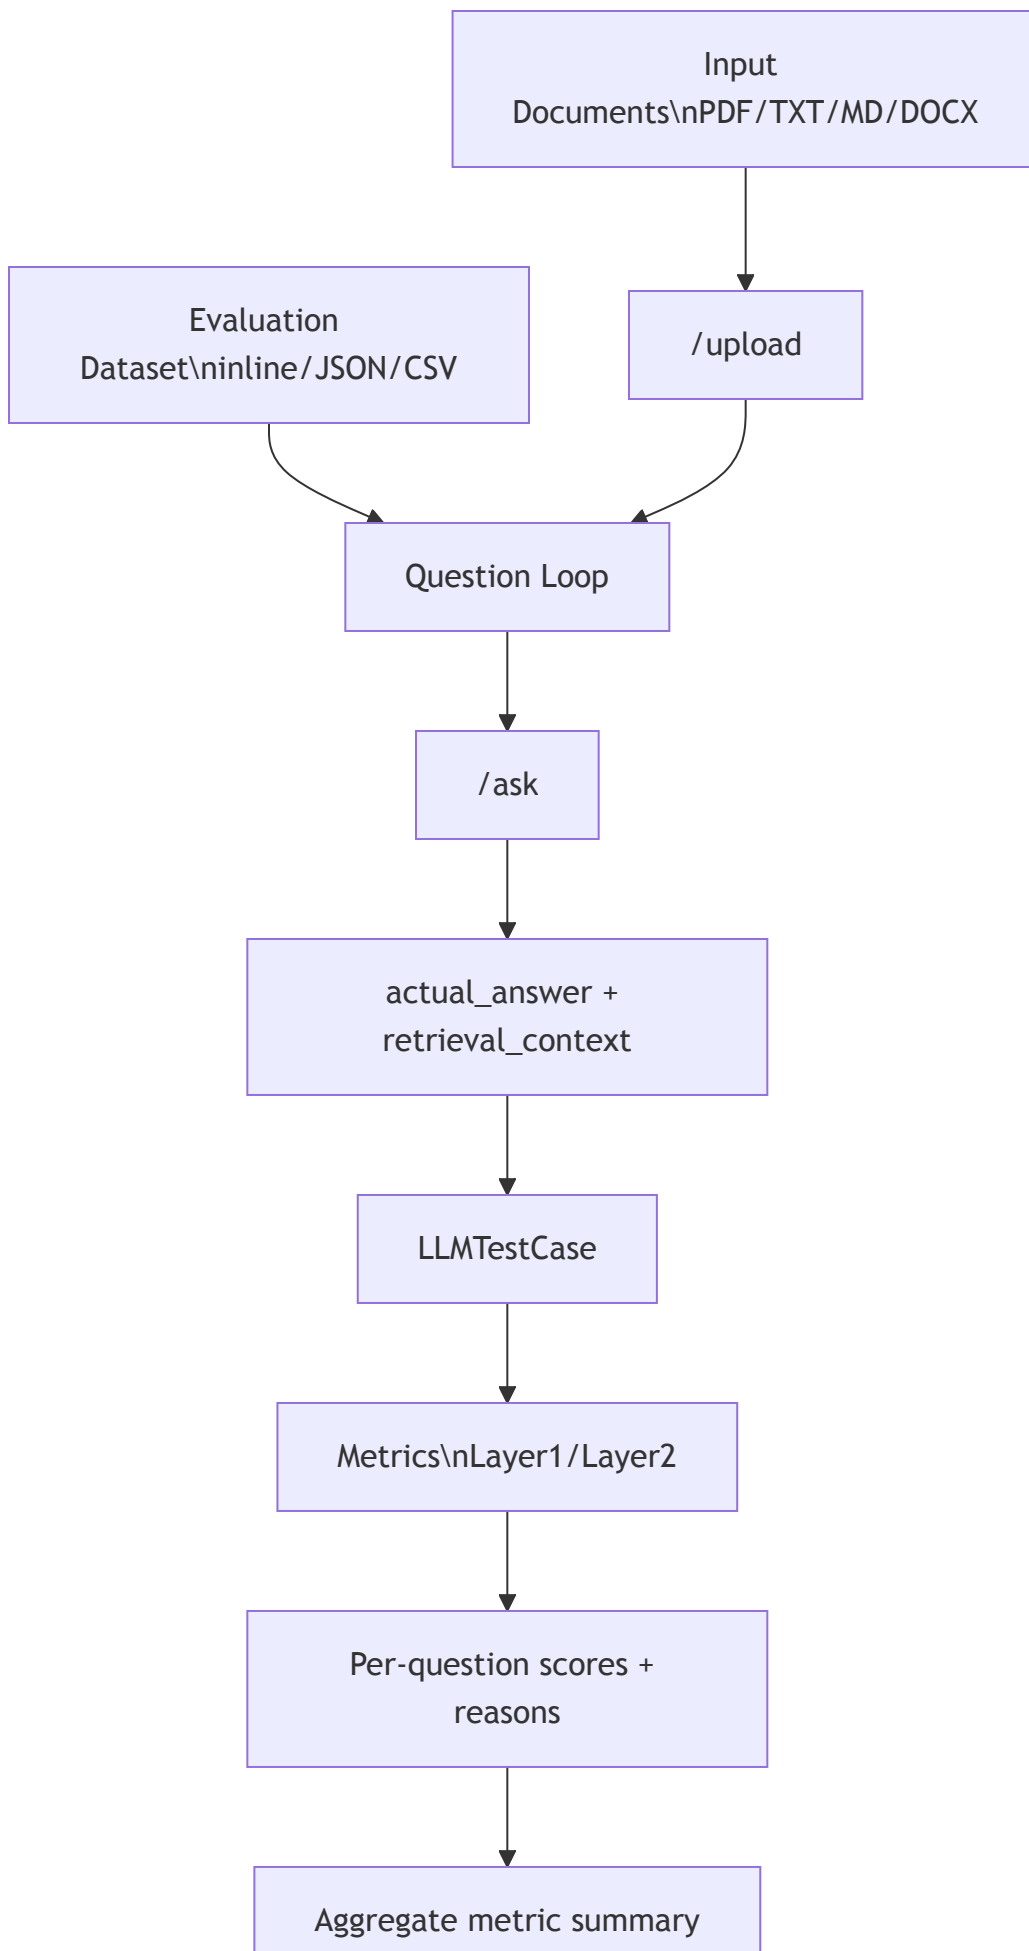 Input
Documents\nPDF/TXT/MD/DOCX
Evaluation
Dataset\ninline/JSON/CSV
/upload
Question Loop
/ask
actual_answer +
retrieval_context
LLMTestCase
Metrics\nLayer1/Layer2
Per-question scores +
reasons
Aggregate metric summary